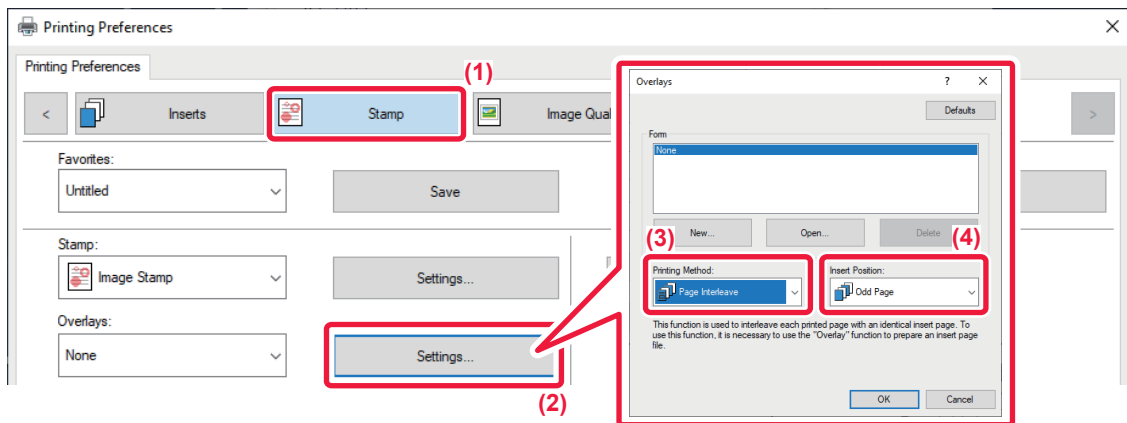 Printing Preferences
Printing Preferences
(1)
< Inserts Stamp Image Qual >
Favorites:
Untitled Save
Stamp:
Image Stamp Settings...
Overlays:
None Settings...
(2)
Overlays ? ×
Defaults
Form
None
New... Open... Delete
(3) (4)
Printing Method: Insert Position:
Page Interleave Odd Page
This function is used to interleave each printed page with an identical insert page. To
use this function, it is necessary to use the "Overlay" function to prepare an insert page
file.
OK Cancel